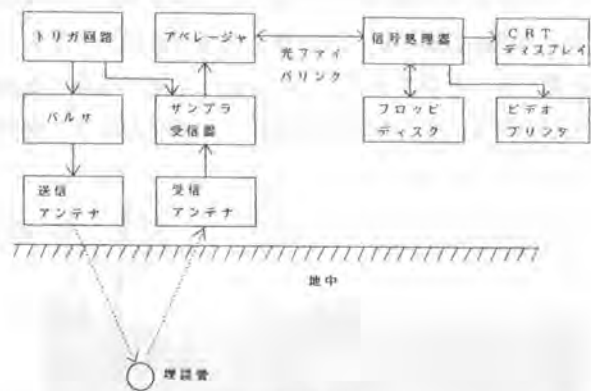 トリガ回路
アベレージャ
光ファイ
バリンク
信号処理器
CRT
ディスプレイ
パルサ
サンプラ
受信器
フロッピ
ディスク
ビデオ
プリンタ
送信
アンテナ
受信
アンテナ
地中
埋設管